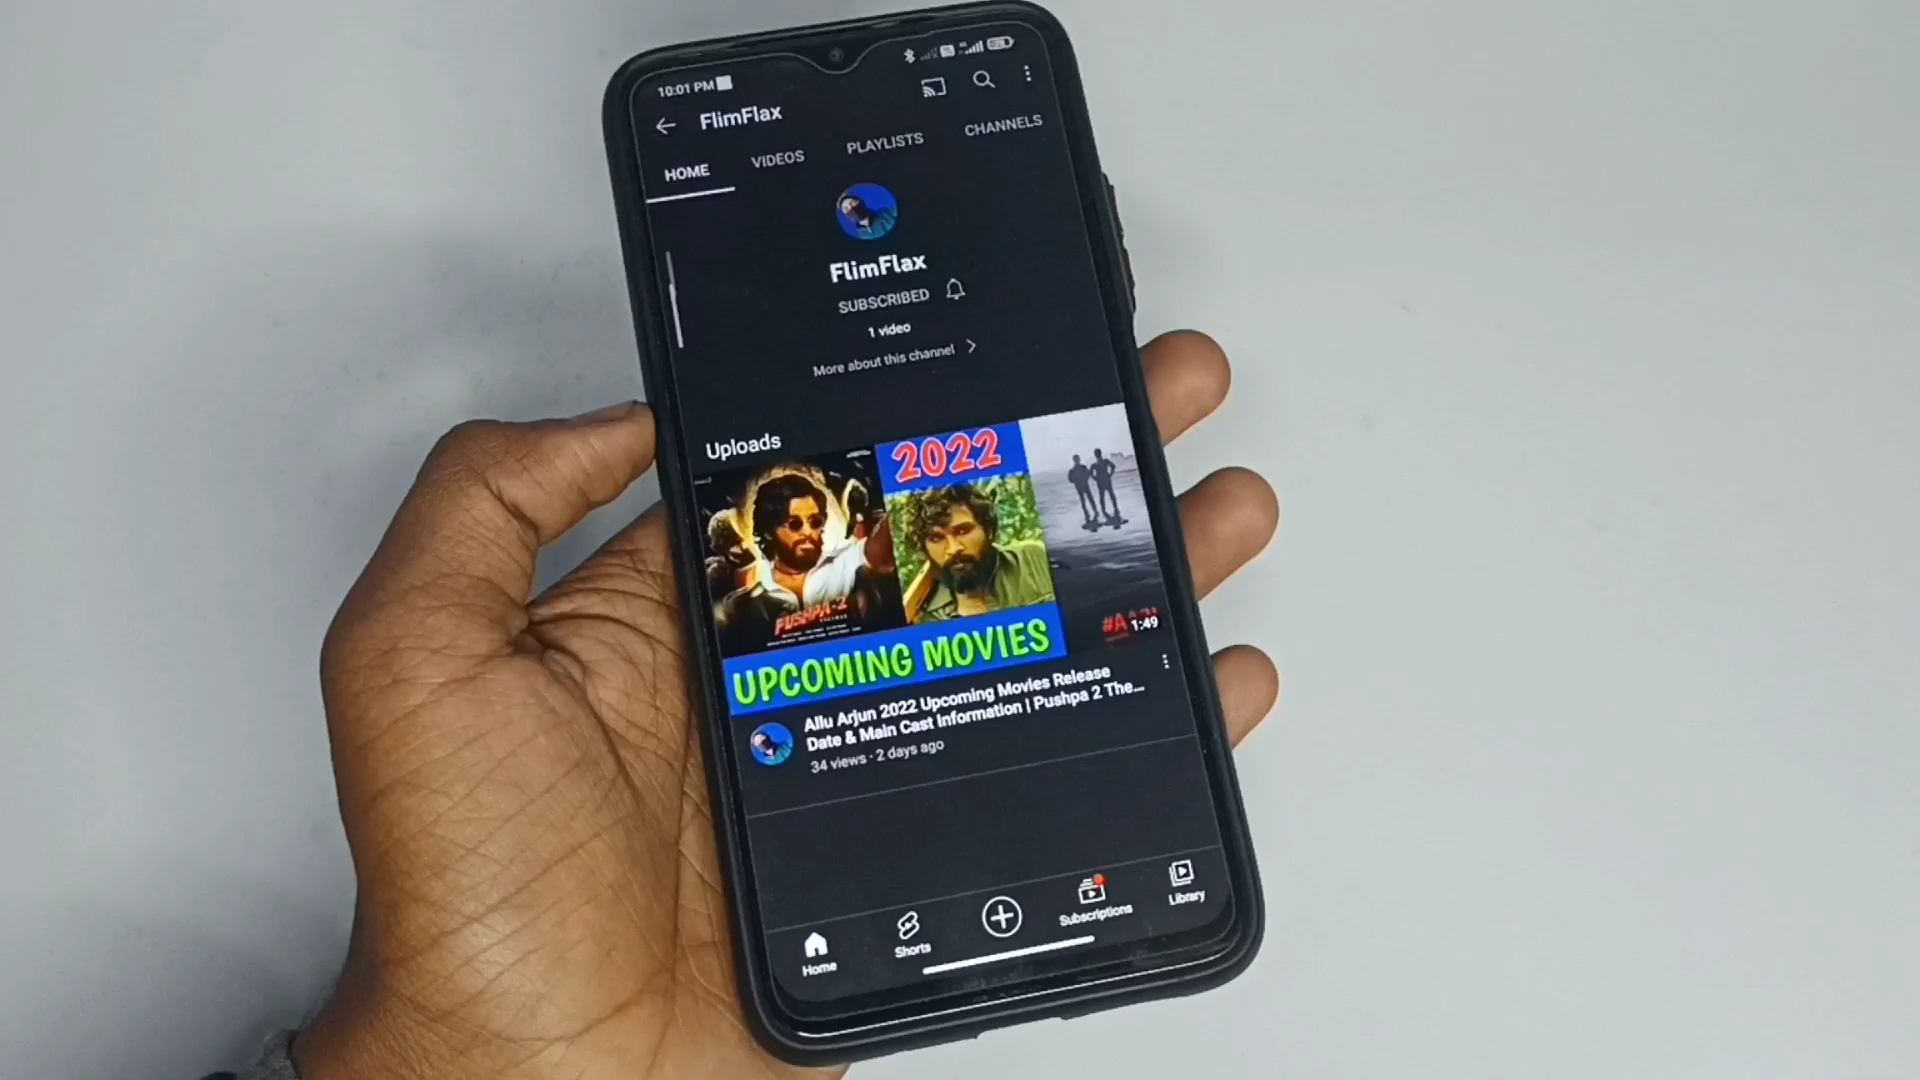 10:01 PM
FlimFlax
HOME VIDEOS PLAYLISTS CHANNELS
FlimFlax
SUBSCRIBED
1 video
More about this channel
Uploads
2022
PUSHPA-2
UPCOMING MOVIES
1:49
Allu Arjun 2022 Upcoming Movies Release
Date & Main Cast Information | Pushpa 2 The...
34 views · 2 days ago
Home Shorts Subscriptions Library